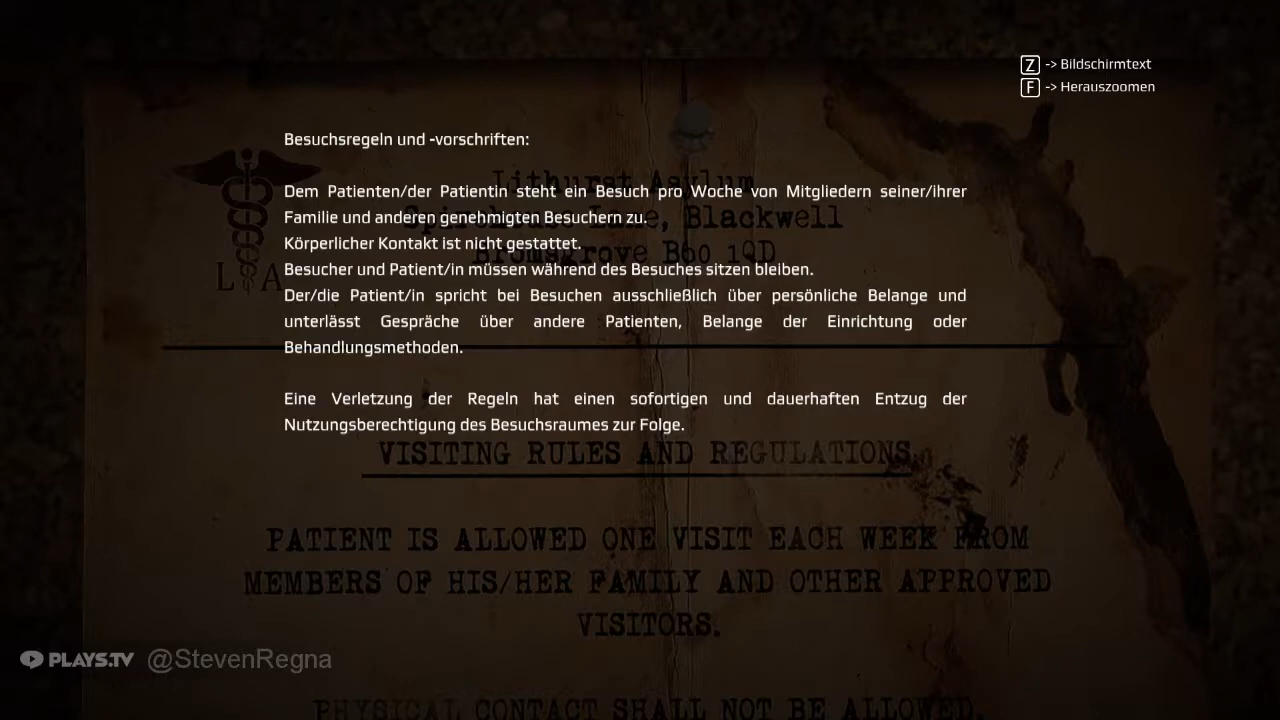 Z -> Bildschirmtext
F -> Herauszoomen
Besuchsregeln und -vorschriften:
Dem Patienten/der Patientin steht ein Besuch pro Woche von Mitgliedern seiner/ihrer
Familie und anderen genehmigten Besuchern zu.
Körperlicher Kontakt ist nicht gestattet.
Besucher und Patient/in müssen während des Besuches sitzen bleiben.
Der/die Patient/in spricht bei Besuchen ausschließlich über persönliche Belange und
unterlässt Gespräche über andere Patienten, Belange der Einrichtung oder
Behandlungsmethoden.
Eine Verletzung der Regeln hat einen sofortigen und dauerhaften Entzug der
Nutzungsberechtigung des Besuchsraumes zur Folge.
L A
Lithurst Asylum
Lane, Blackwell
Bromsgrove B60 1QD
VISITING RULES AND REGULATIONS
PATIENT IS ALLOWED ONE VISIT EACH WEEK FROM
MEMBERS OF HIS/HER FAMILY AND OTHER APPROVED
VISITORS.
PHYSICAL CONTACT SHALL NOT BE ALLOWED.
PLAYS.TV @StevenRegna